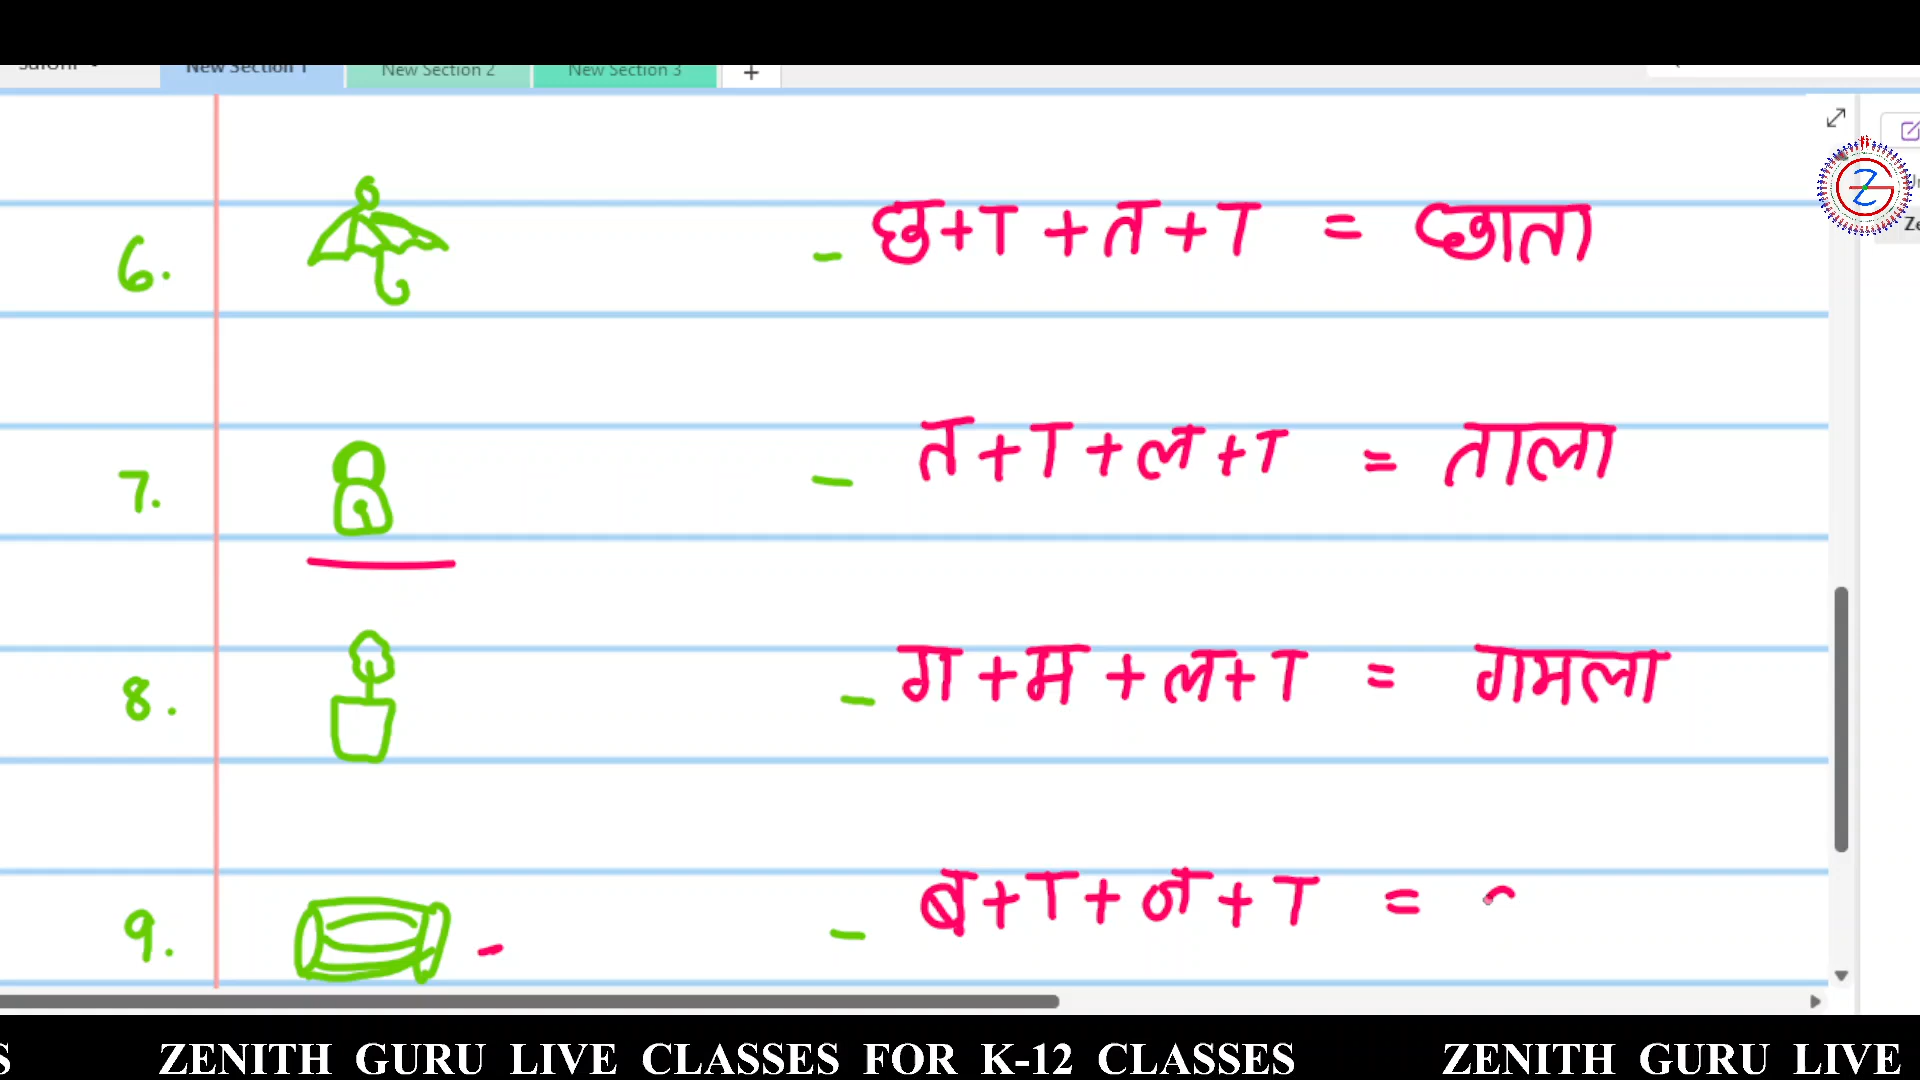 New Section 1 New Section 2 New Section 3 +
6. - छ+ा + त+ा = छाता
7. - त+ा+ल+ा = ताला
8. - ग+म+ल+ा = गमला
9. - - ब+ा+ज+ा =
ZENITH GURU LIVE CLASSES FOR K-12 CLASSES ZENITH GURU LIVE